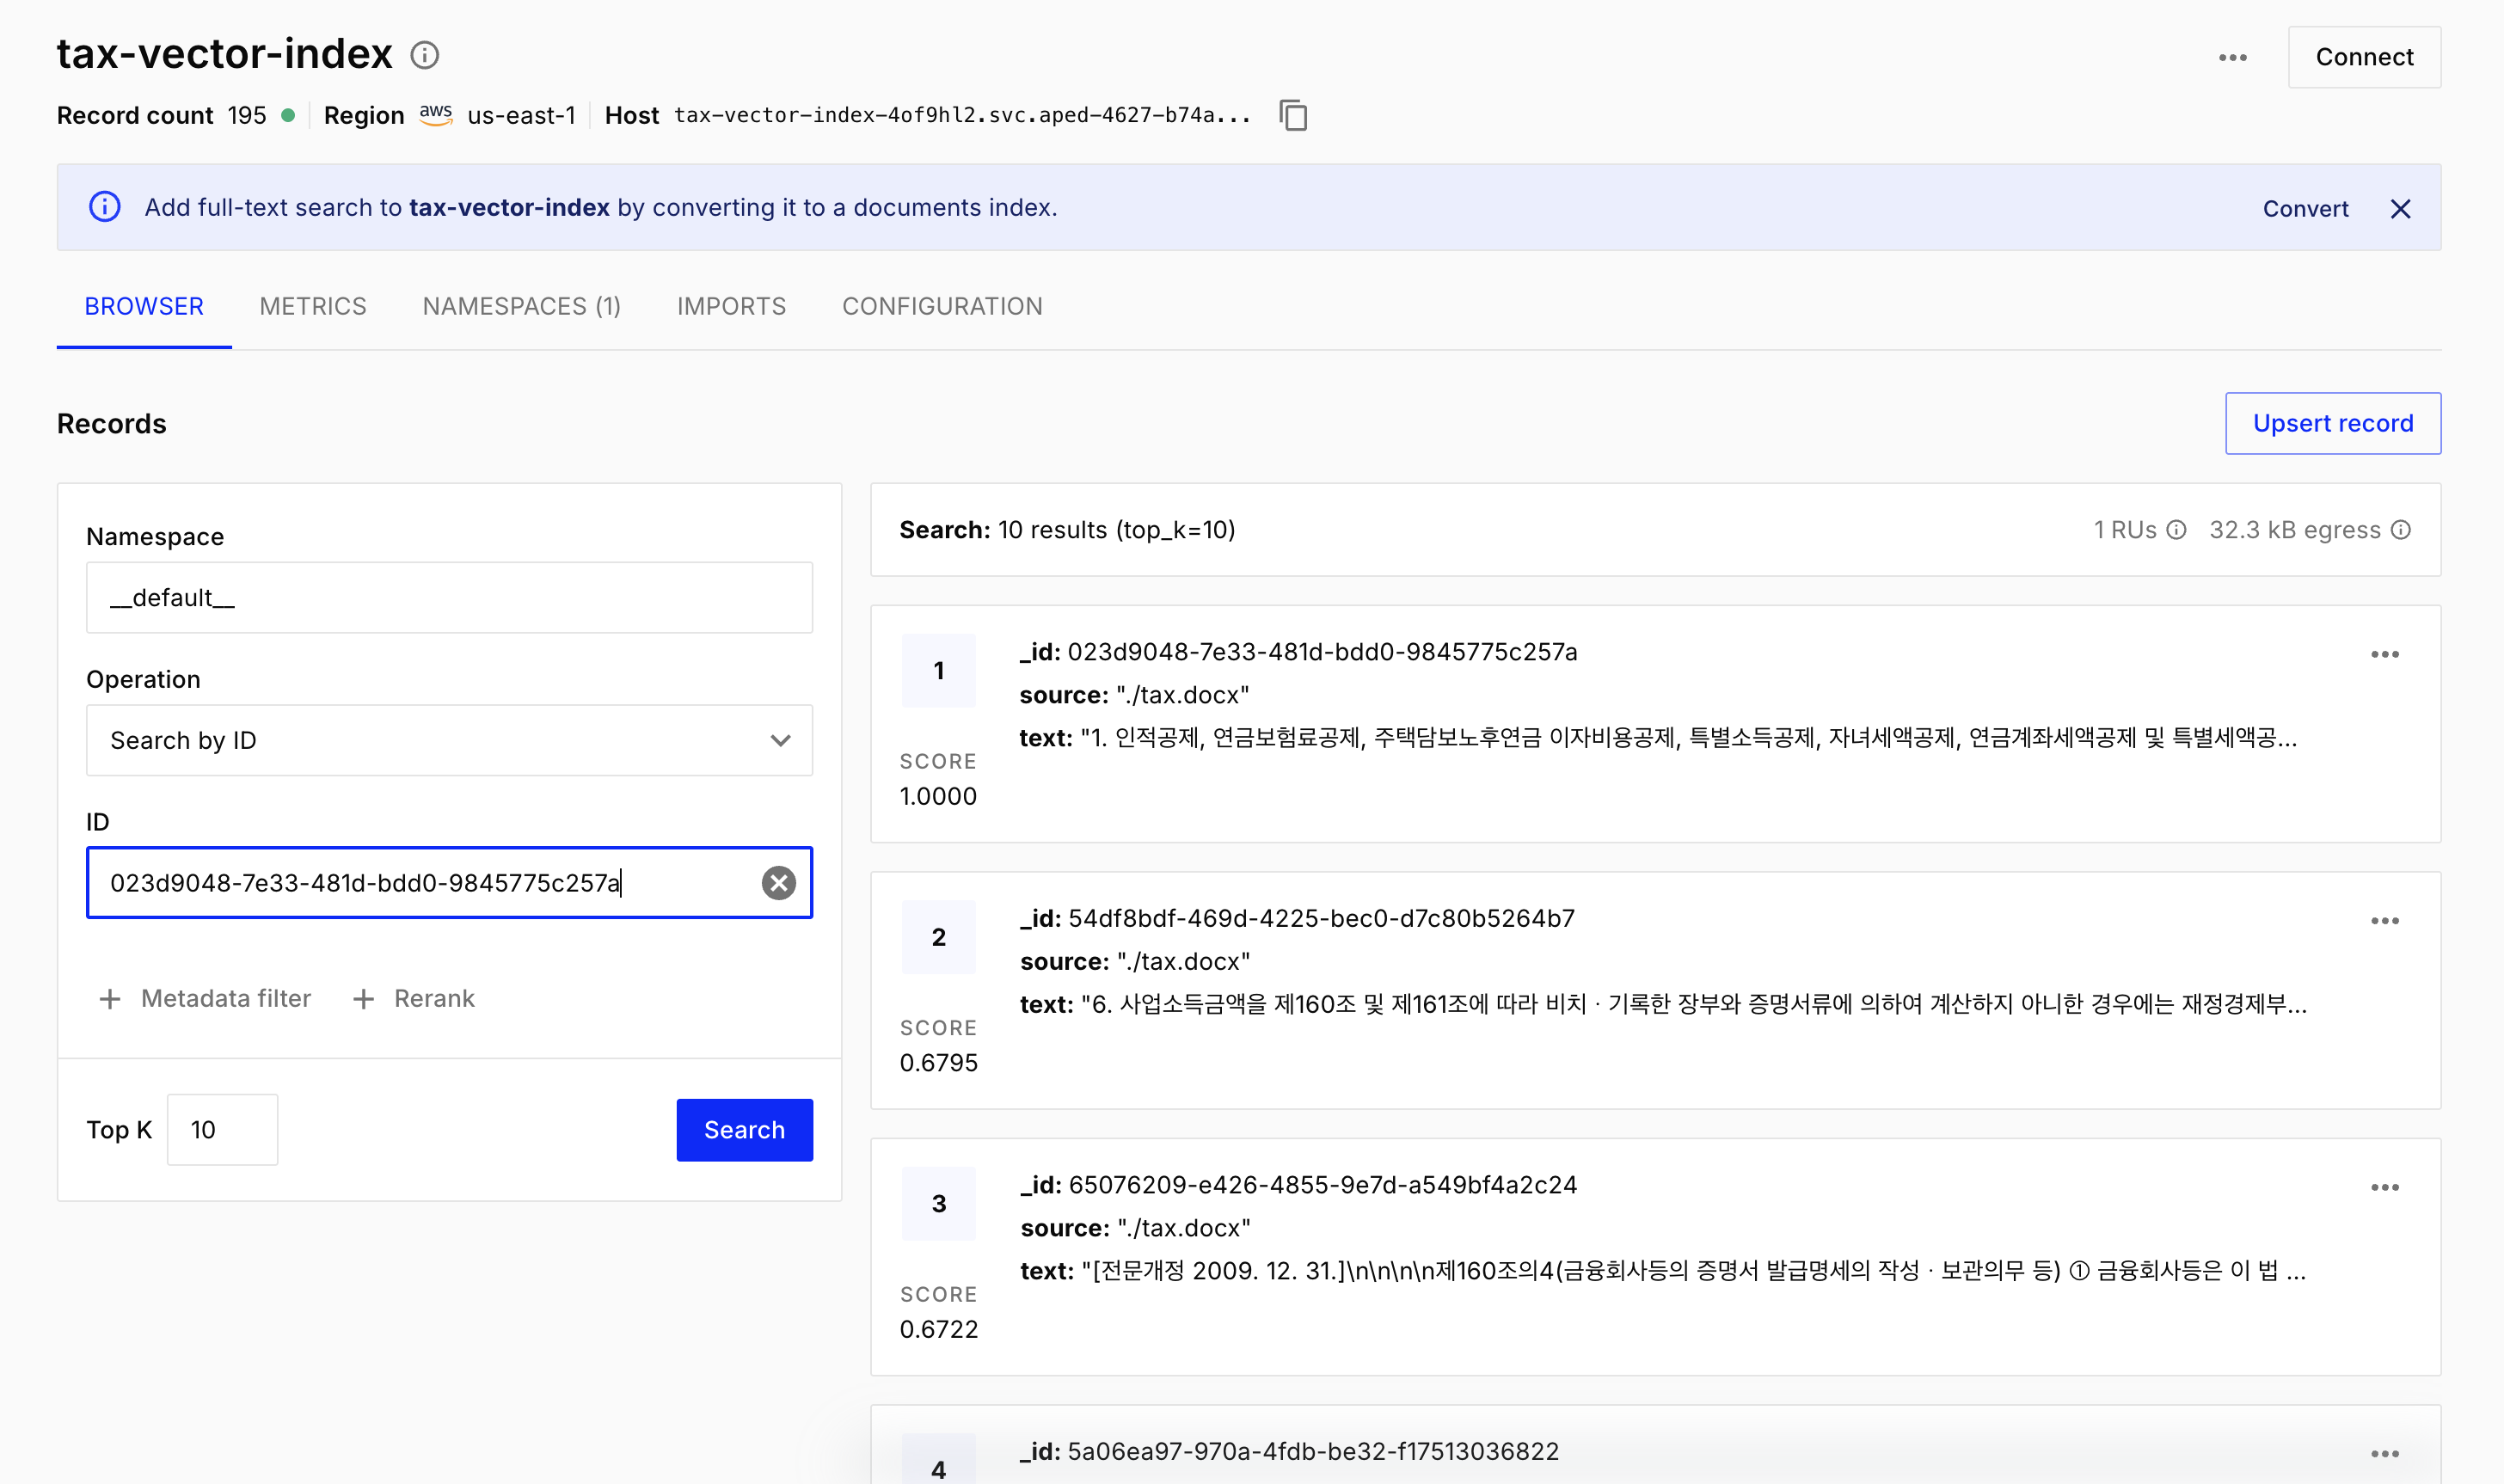 tax-vector-index
Connect
Record count 195 Region aws us-east-1 Host tax-vector-index-4of9hl2.svc.aped-4627-b74a...
Add full-text search to tax-vector-index by converting it to a documents index.
Convert
BROWSER METRICS NAMESPACES (1) IMPORTS CONFIGURATION
Records
Upsert record
Namespace
__default__
Operation
Search by ID
ID
023d9048-7e33-481d-bdd0-9845775c257a
+ Metadata filter + Rerank
Top K 10 Search
Search: 10 results (top_k=10) 1 RUs 32.3 kB egress
1
_id: 023d9048-7e33-481d-bdd0-9845775c257a
source: "./tax.docx"
text: "1. 인적공제, 연금보험료공제, 주택담보노후연금 이자비용공제, 특별소득공제, 자녀세액공제, 연금계좌세액공제 및 특별세액공...
SCORE
1.0000
2
_id: 54df8bdf-469d-4225-bec0-d7c80b5264b7
source: "./tax.docx"
text: "6. 사업소득금액을 제160조 및 제161조에 따라 비치ㆍ기록한 장부와 증명서류에 의하여 계산하지 아니한 경우에는 재정경제부...
SCORE
0.6795
3
_id: 65076209-e426-4855-9e7d-a549bf4a2c24
source: "./tax.docx"
text: "[전문개정 2009. 12. 31.]\n\n\n\n제160조의4(금융회사등의 증명서 발급명세의 작성ㆍ보관의무 등) ① 금융회사등은 이 법 ...
SCORE
0.6722
4
_id: 5a06ea97-970a-4fdb-be32-f17513036822